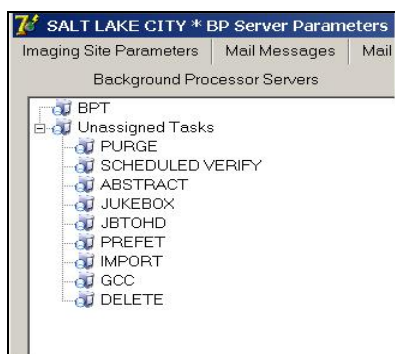 SALT LAKE CITY * BP Server Parameters
Imaging Site Parameters Mail Messages Mail
Background Processor Servers
BPT
Unassigned Tasks
PURGE
SCHEDULED VERIFY
ABSTRACT
JUKEBOX
JBTOHD
PREFET
IMPORT
GCC
DELETE